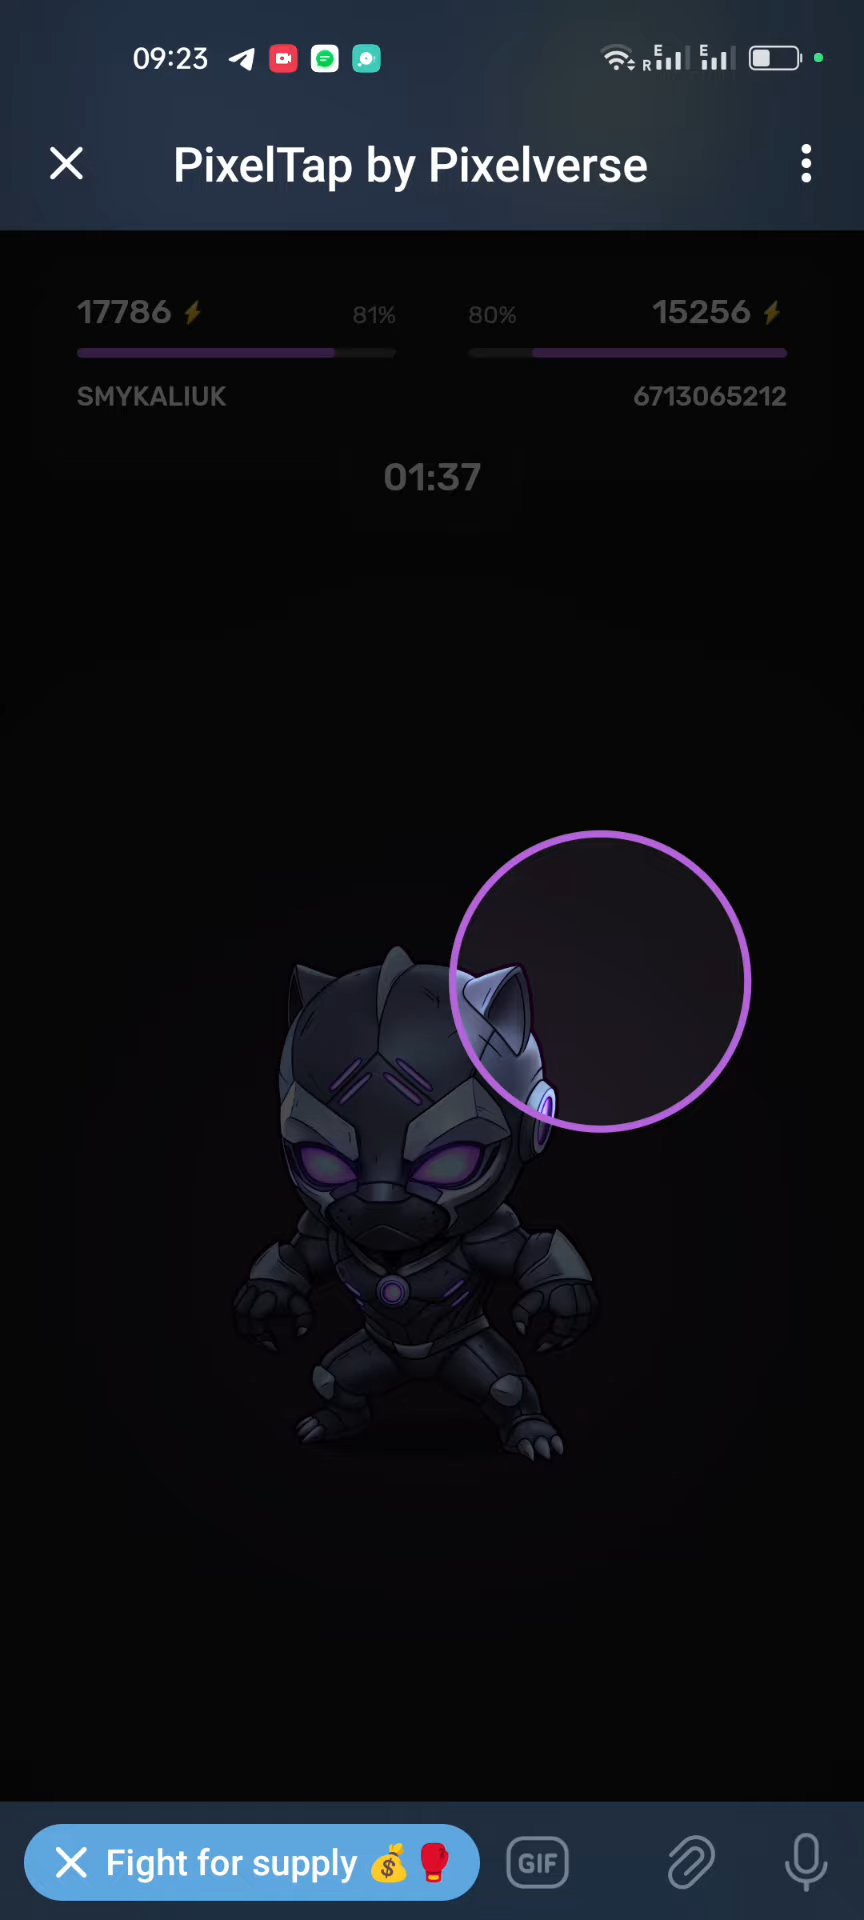 09:23
R E E
PixelTap by Pixelverse
17786 81% 80% 15256
SMYKALIUK 6713065212
01:37
Fight for supply 💰🥊 GIF